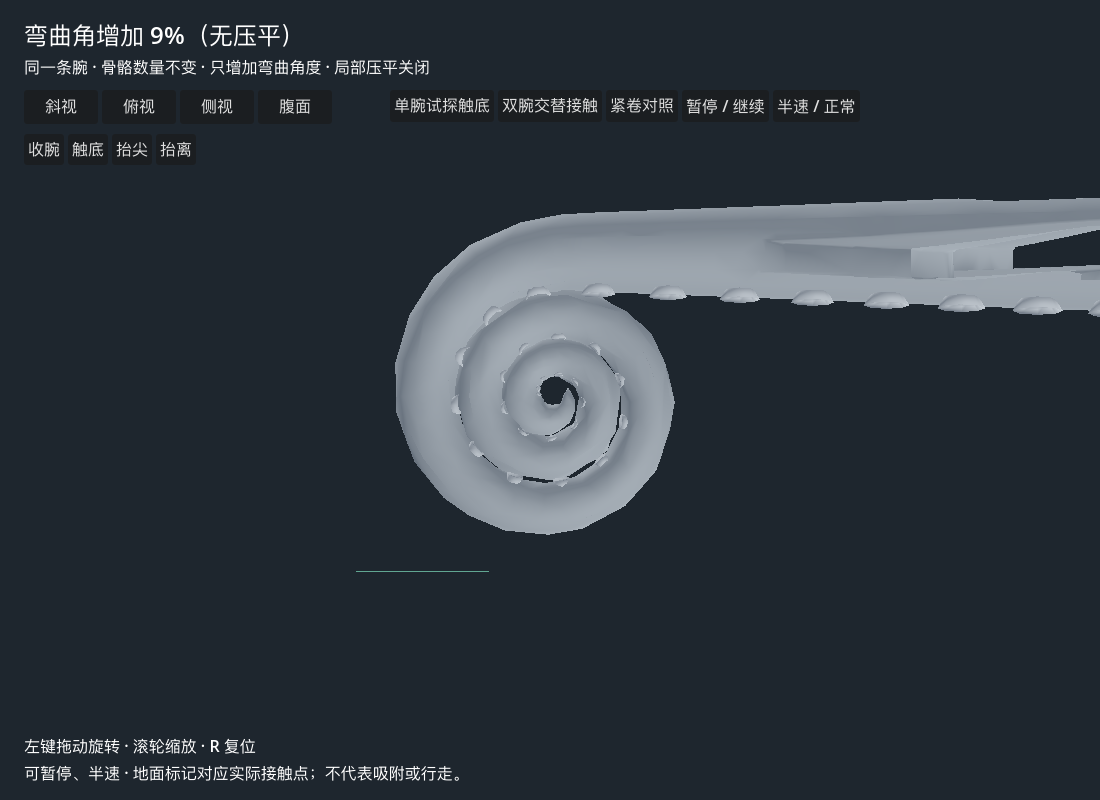 弯曲角增加 9%（无压平）
同一条腕 · 骨骼数量不变 · 只增加弯曲角度 · 局部压平关闭
斜视 俯视 侧视 腹面 单腕试探触底 双腕交替接触 紧卷对照 暂停 / 继续 半速 / 正常
收腕 触底 抬尖 抬离
左键拖动旋转 · 滚轮缩放 · R 复位
可暂停、半速 · 地面标记对应实际接触点；不代表吸附或行走。